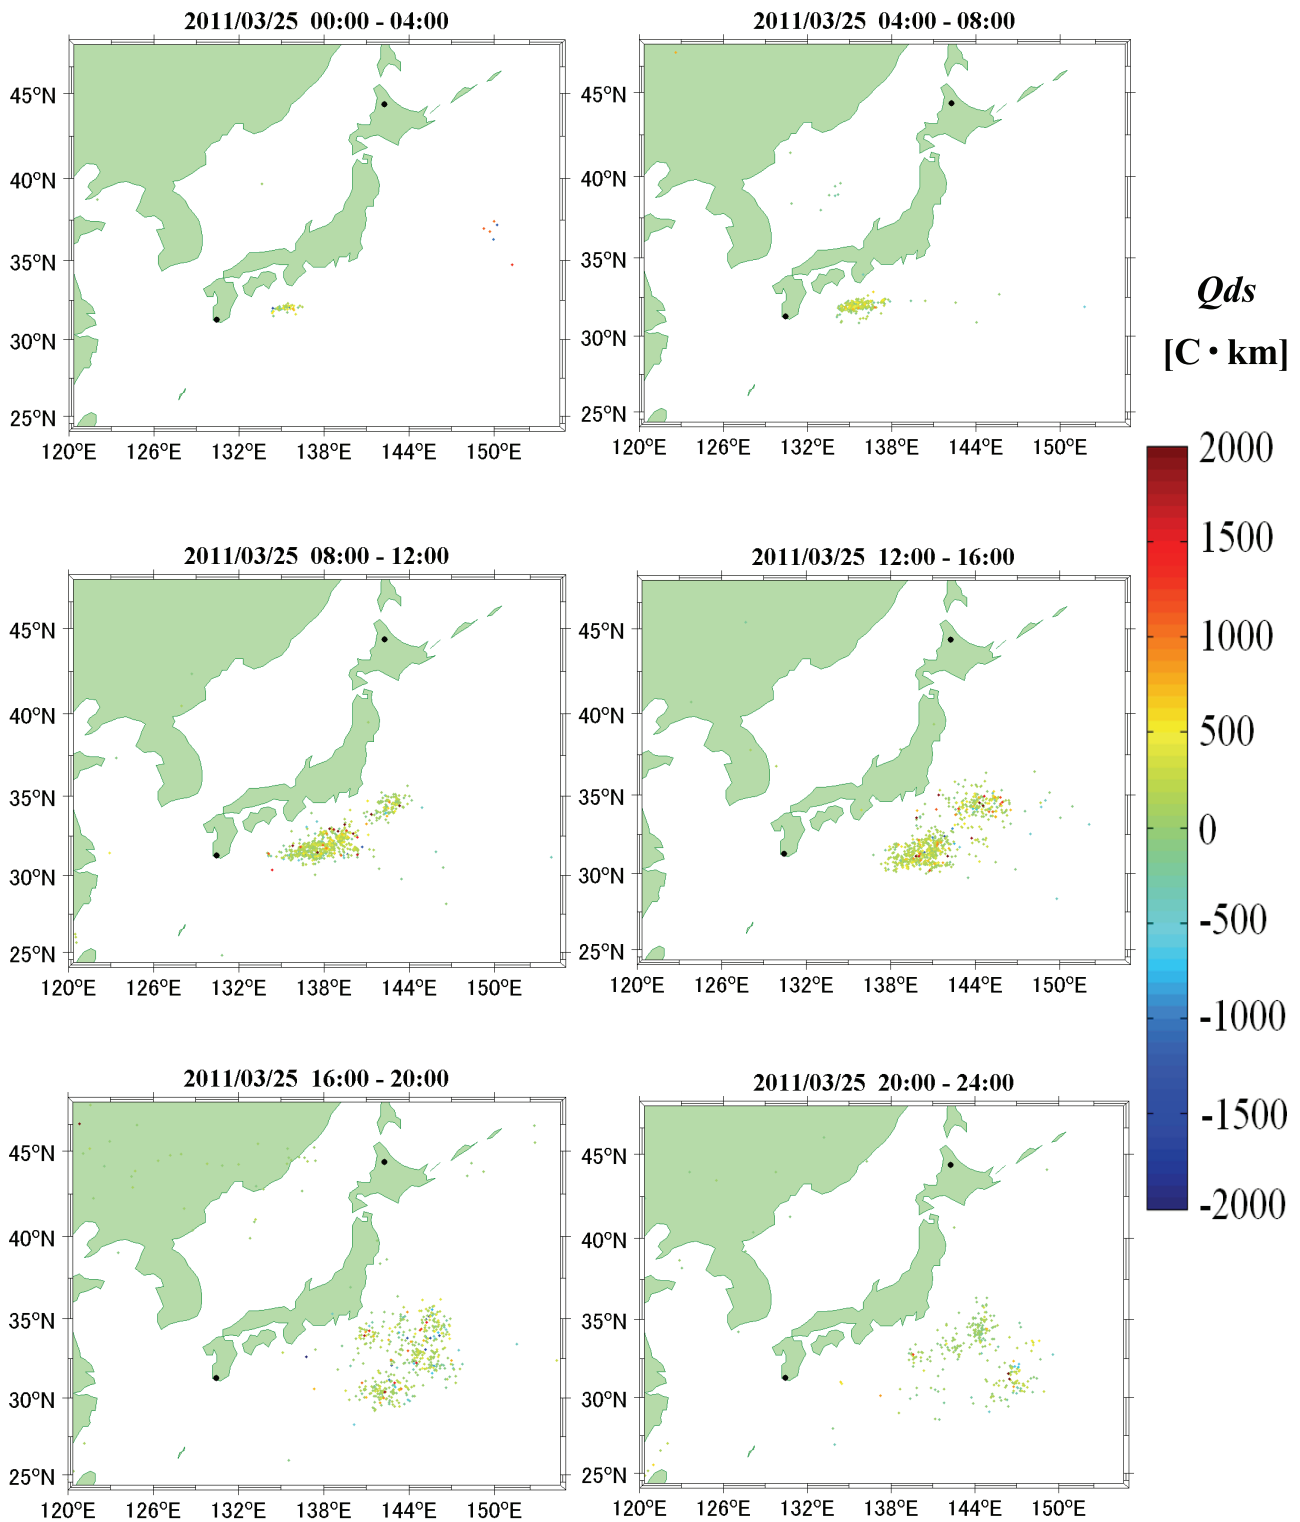 2011/03/25 00:00 - 04:00
2011/03/25 04:00 - 08:00
45°N
40°N
35°N
30°N
25°N
120°E 126°E 132°E 138°E 144°E 150°E
45°N
40°N
35°N
30°N
25°N
120°E 126°E 132°E 138°E 144°E 150°E
2011/03/25 08:00 - 12:00
2011/03/25 12:00 - 16:00
45°N
40°N
35°N
30°N
25°N
120°E 126°E 132°E 138°E 144°E 150°E
45°N
40°N
35°N
30°N
25°N
120°E 126°E 132°E 138°E 144°E 150°E
2011/03/25 16:00 - 20:00
2011/03/25 20:00 - 24:00
45°N
40°N
35°N
30°N
25°N
120°E 126°E 132°E 138°E 144°E 150°E
45°N
40°N
35°N
30°N
25°N
120°E 126°E 132°E 138°E 144°E 150°E
Qds
[C・km]
2000
1500
1000
500
0
-500
-1000
-1500
-2000